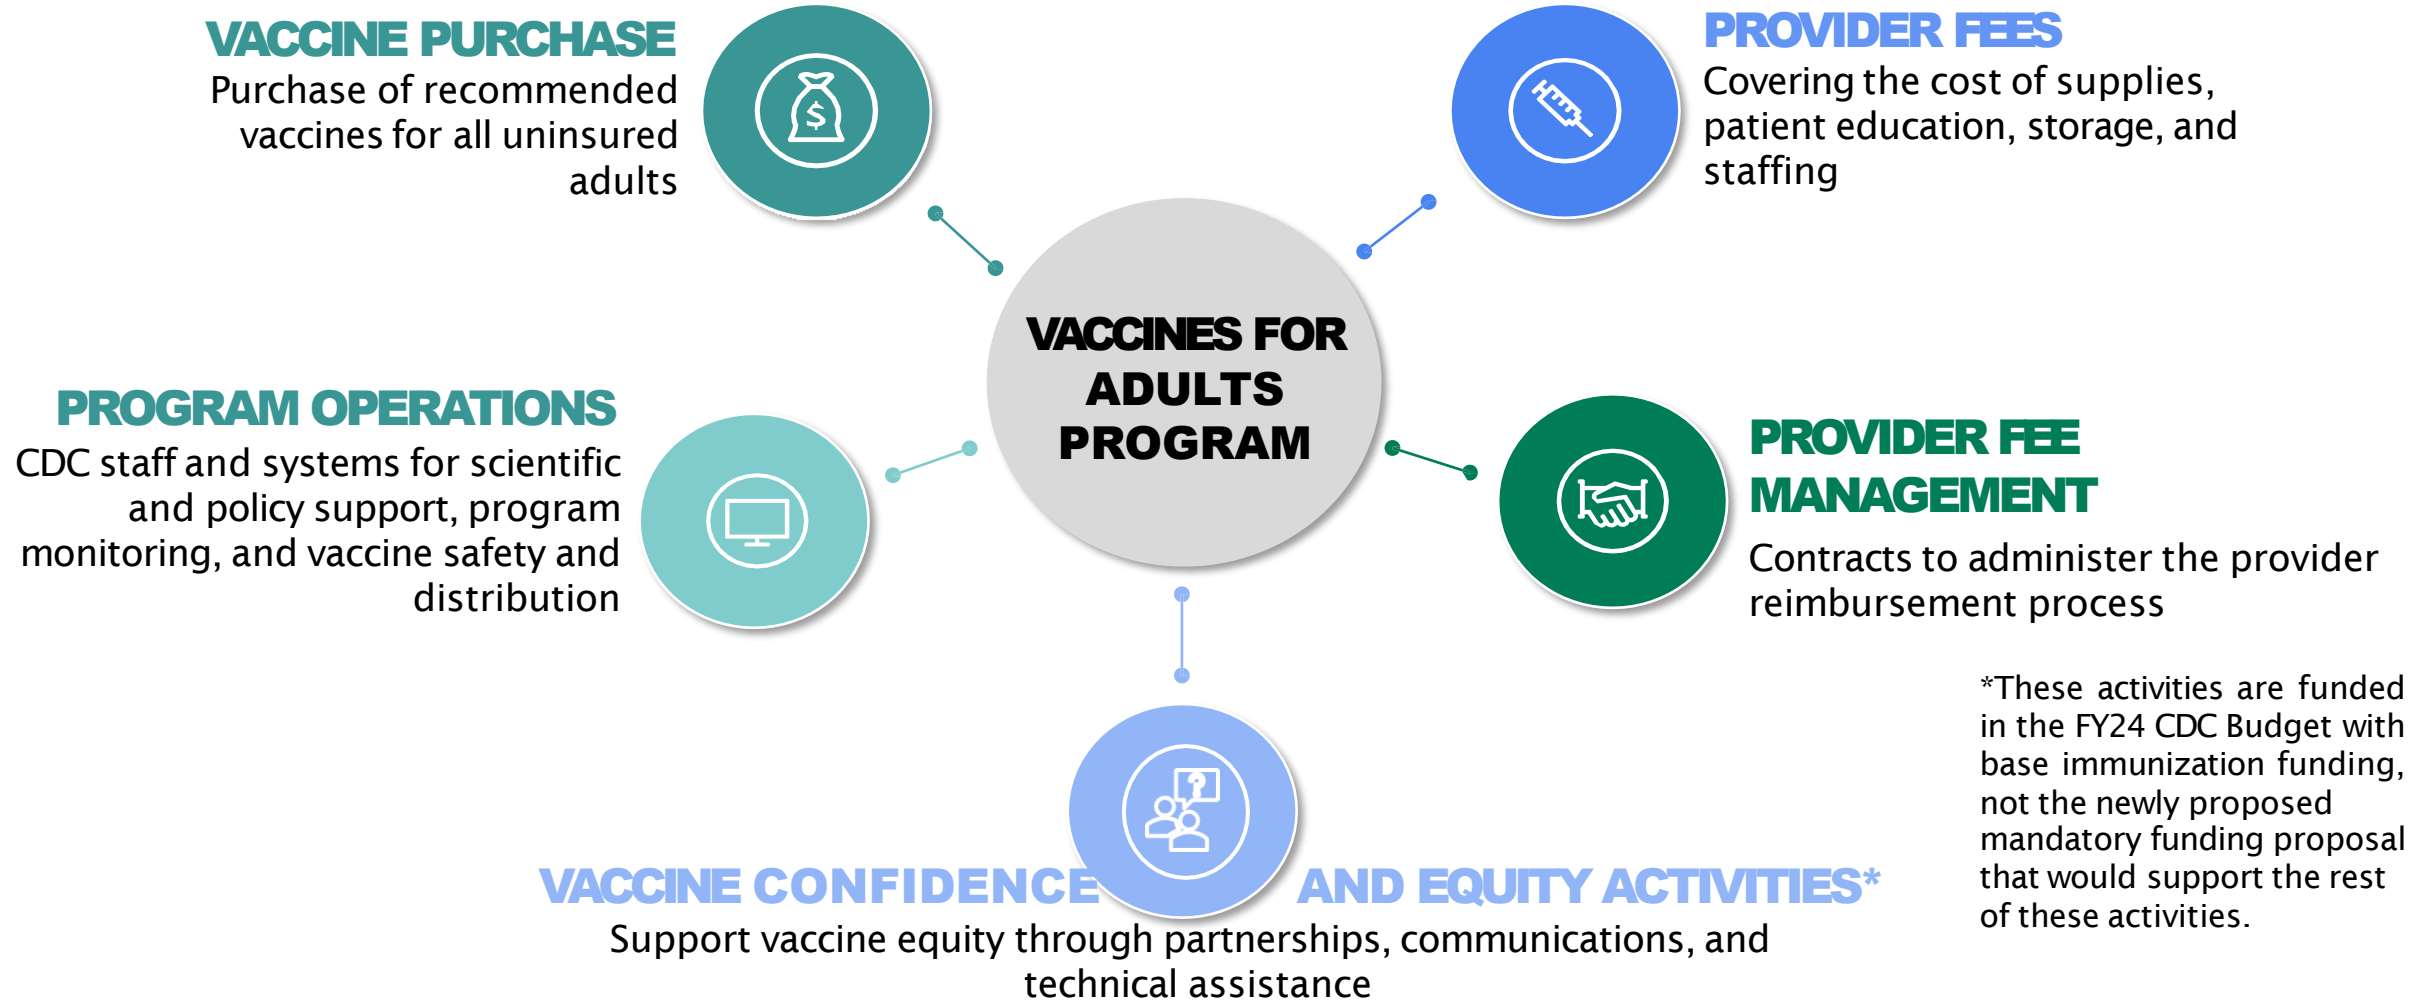 VACCINE PURCHASE
Purchase of recommended
vaccines for all uninsured
adults
PROVIDER FEES
Covering the cost of supplies,
patient education, storage, and
staffing
VACCINES FOR
ADULTS
PROGRAM
PROGRAM OPERATIONS
CDC staff and systems for scientific
and policy support, program
monitoring, and vaccine safety and
distribution
PROVIDER FEE
MANAGEMENT
Contracts to administer the provider
reimbursement process
VACCINE CONFIDENCE AND EQUITY ACTIVITIES*
Support vaccine equity through partnerships, communications, and
technical assistance
*These activities are funded
in the FY24 CDC Budget with
base immunization funding,
not the newly proposed
mandatory funding proposal
that would support the rest
of these activities.